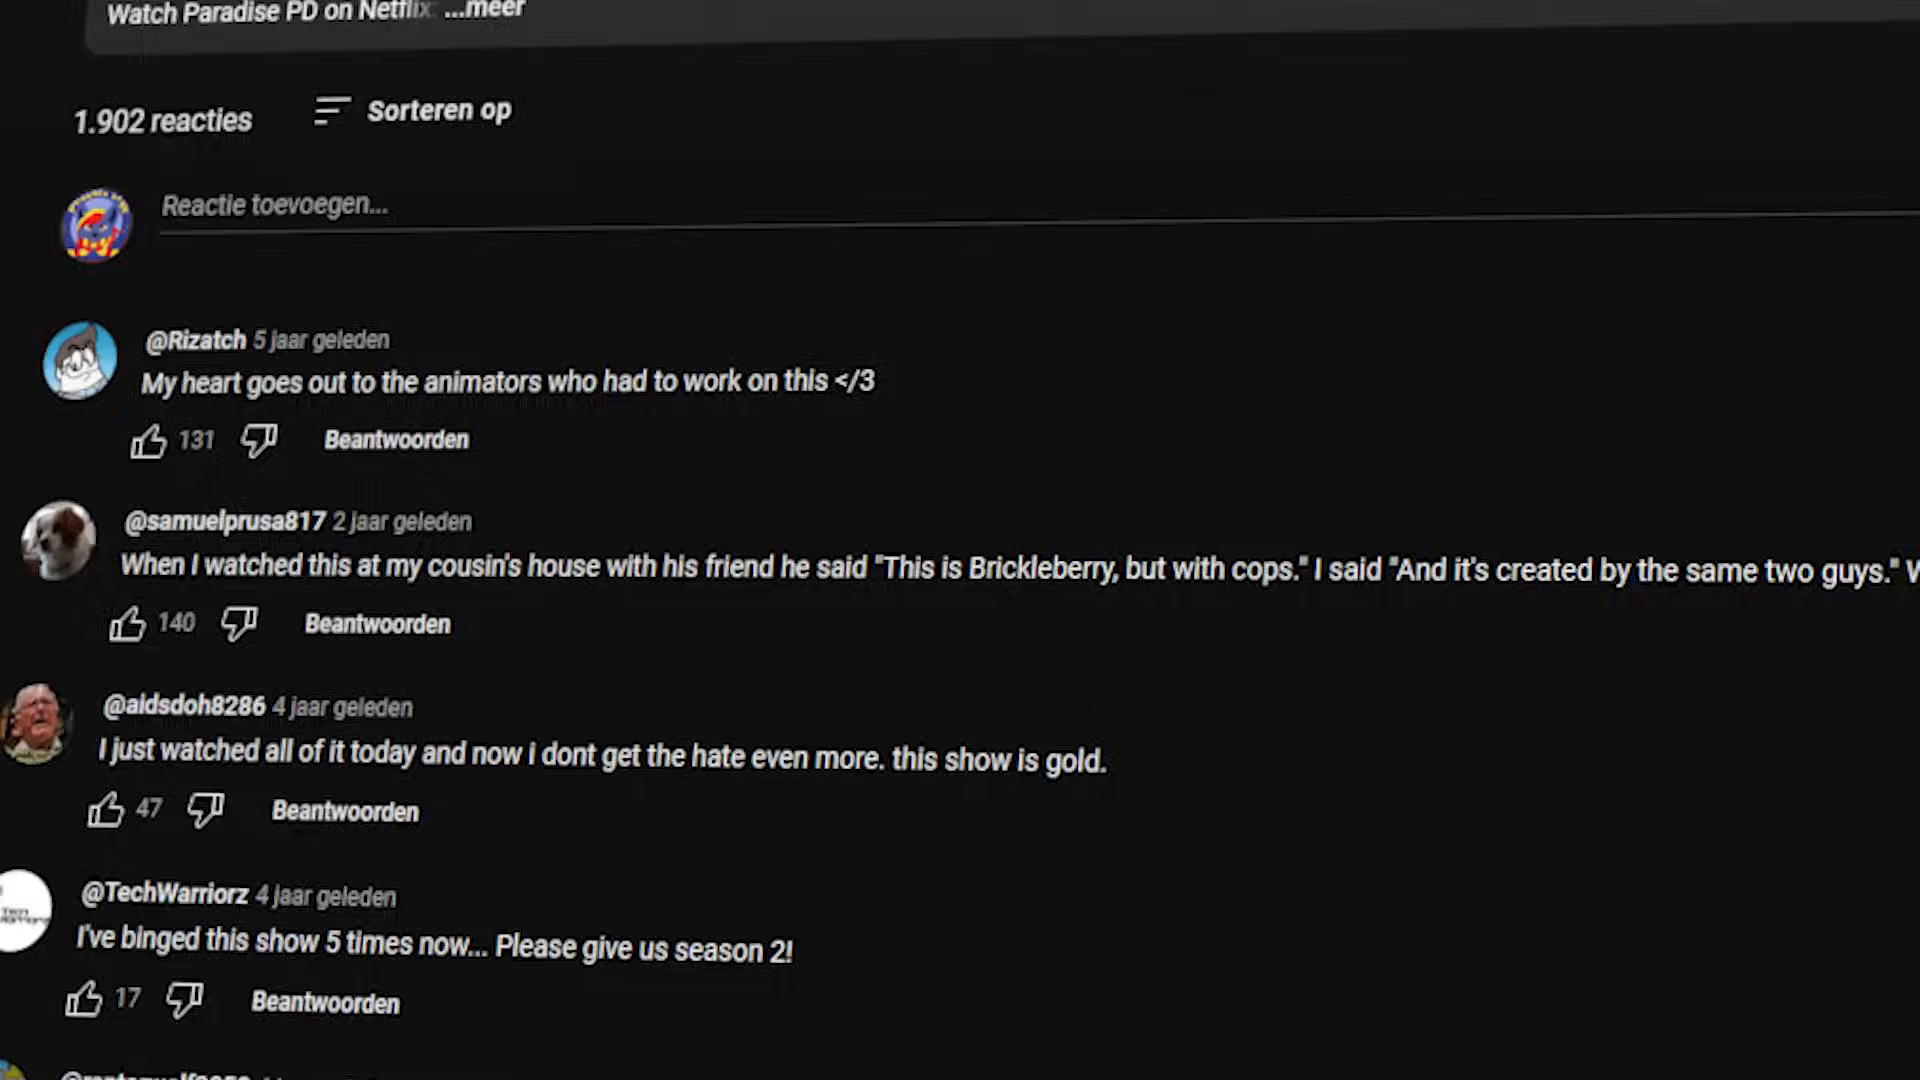 Watch Paradise PD on Netflix: ...meer
1.902 reacties
Sorteren op
Reactie toevoegen...
@Rizatch 5 jaar geleden
My heart goes out to the animators who had to work on this </3
131
Beantwoorden
@samuelprusa817 2 jaar geleden
When I watched this at my cousin's house with his friend he said "This is Brickleberry, but with cops." I said "And it's created by the same two guys."
140
Beantwoorden
@aidsdoh8286 4 jaar geleden
I just watched all of it today and now i dont get the hate even more. this show is gold.
47
Beantwoorden
@TechWarriorz 4 jaar geleden
I've binged this show 5 times now... Please give us season 2!
17
Beantwoorden